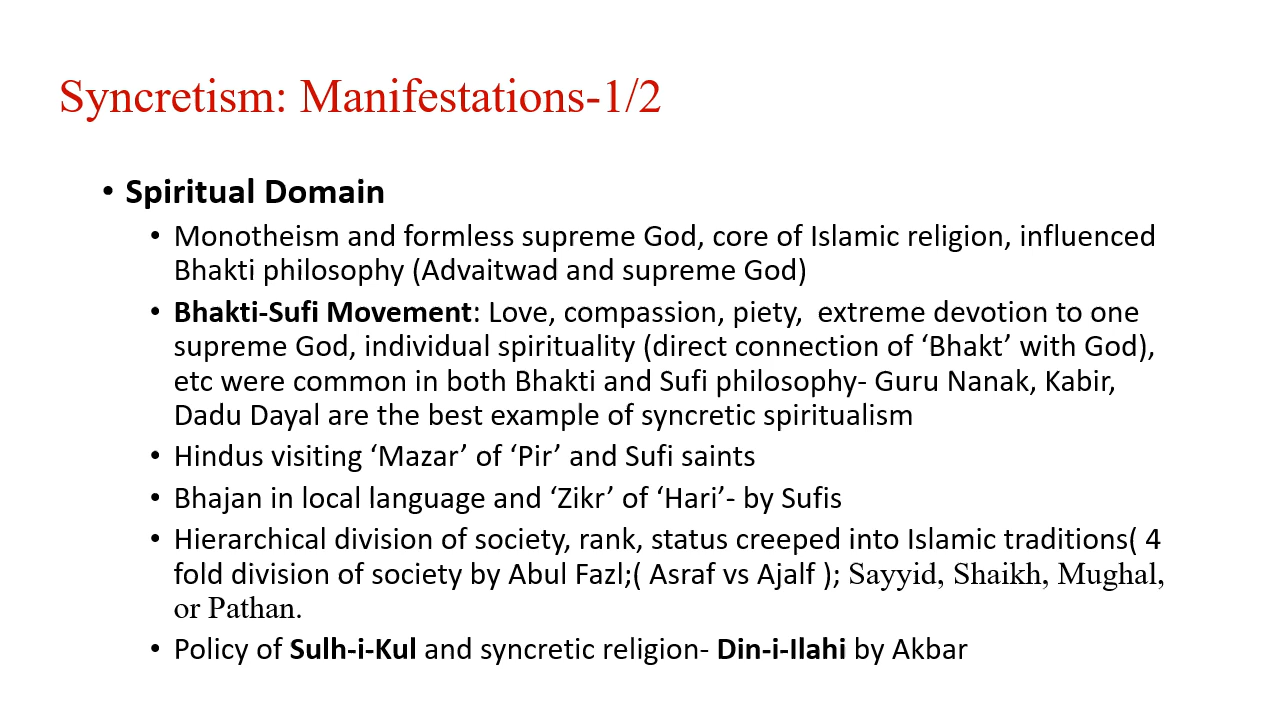 Syncretism: Manifestations-1/2
• Spiritual Domain
• Monotheism and formless supreme God, core of Islamic religion, influenced
Bhakti philosophy (Advaitwad and supreme God)
• Bhakti-Sufi Movement: Love, compassion, piety,  extreme devotion to one
supreme God, individual spirituality (direct connection of ‘Bhakt’ with God),
etc were common in both Bhakti and Sufi philosophy- Guru Nanak, Kabir,
Dadu Dayal are the best example of syncretic spiritualism
• Hindus visiting ‘Mazar’ of ‘Pir’ and Sufi saints
• Bhajan in local language and ‘Zikr’ of ‘Hari’- by Sufis
• Hierarchical division of society, rank, status creeped into Islamic traditions( 4
fold division of society by Abul Fazl;( Asraf vs Ajalf ); Sayyid, Shaikh, Mughal,
or Pathan.
• Policy of Sulh-i-Kul and syncretic religion- Din-i-Ilahi by Akbar